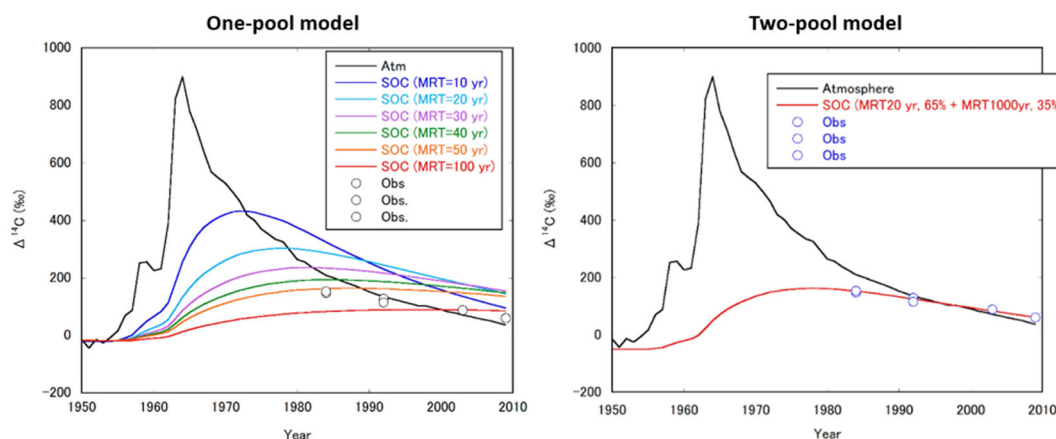 One-pool model
1000
800
600
400
200
0
-200
Δ ¹⁴C (‰)
1950 1960 1970 1980 1990 2000 2010
Year
Atm
SOC (MRT=10 yr)
SOC (MRT=20 yr)
SOC (MRT=30 yr)
SOC (MRT=40 yr)
SOC (MRT=50 yr)
SOC (MRT=100 yr)
Obs
Obs.
Obs.
Two-pool model
1000
800
600
400
200
0
-200
Δ ¹⁴C (‰)
1950 1960 1970 1980 1990 2000 2010
Year
Atmosphere
SOC (MRT20 yr, 65% + MRT1000yr, 35%
Obs
Obs
Obs